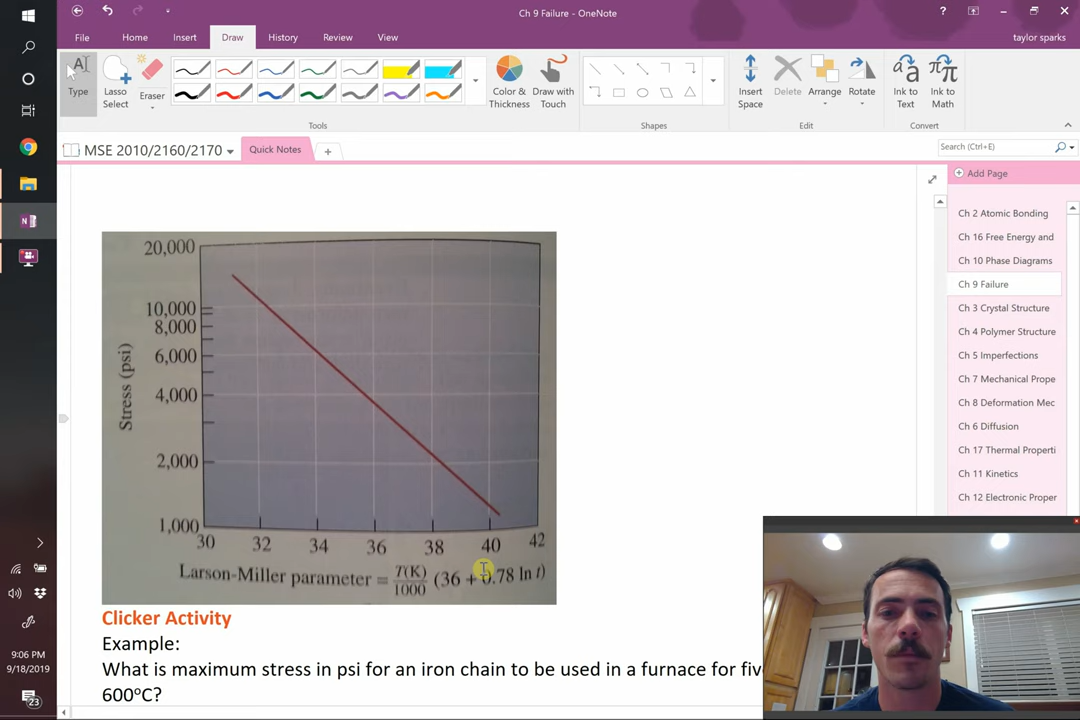 Ch 9 Failure - OneNote
?
File
Home
Insert
Draw
History
Review
View
taylor sparks
Type
Lasso
Select
Eraser
Color &
Thickness
Draw with
Touch
Insert
Space
Delete
Arrange
Rotate
Ink to
Text
Ink to
Math
Tools
Shapes
Edit
Convert
MSE 2010/2160/2170
Quick Notes
+
Search (Ctrl+E)
Add Page
Ch 2 Atomic Bonding
Ch 16 Free Energy and
Ch 10 Phase Diagrams
Ch 9 Failure
Ch 3 Crystal Structure
Ch 4 Polymer Structure
Ch 5 Imperfections
Ch 7 Mechanical Prope
Ch 8 Deformation Mec
Ch 6 Diffusion
Ch 17 Thermal Properti
Ch 11 Kinetics
Ch 12 Electronic Proper
20,000
10,000
8,000
6,000
4,000
2,000
1,000
Stress (psi)
30 32 34 36 38 40 42
Larson-Miller parameter = T(K)/1000 (36 + 0.78 ln t)
Clicker Activity
Example:
What is maximum stress in psi for an iron chain to be used in a furnace for fiv
600°C?
9:06 PM
9/18/2019
23